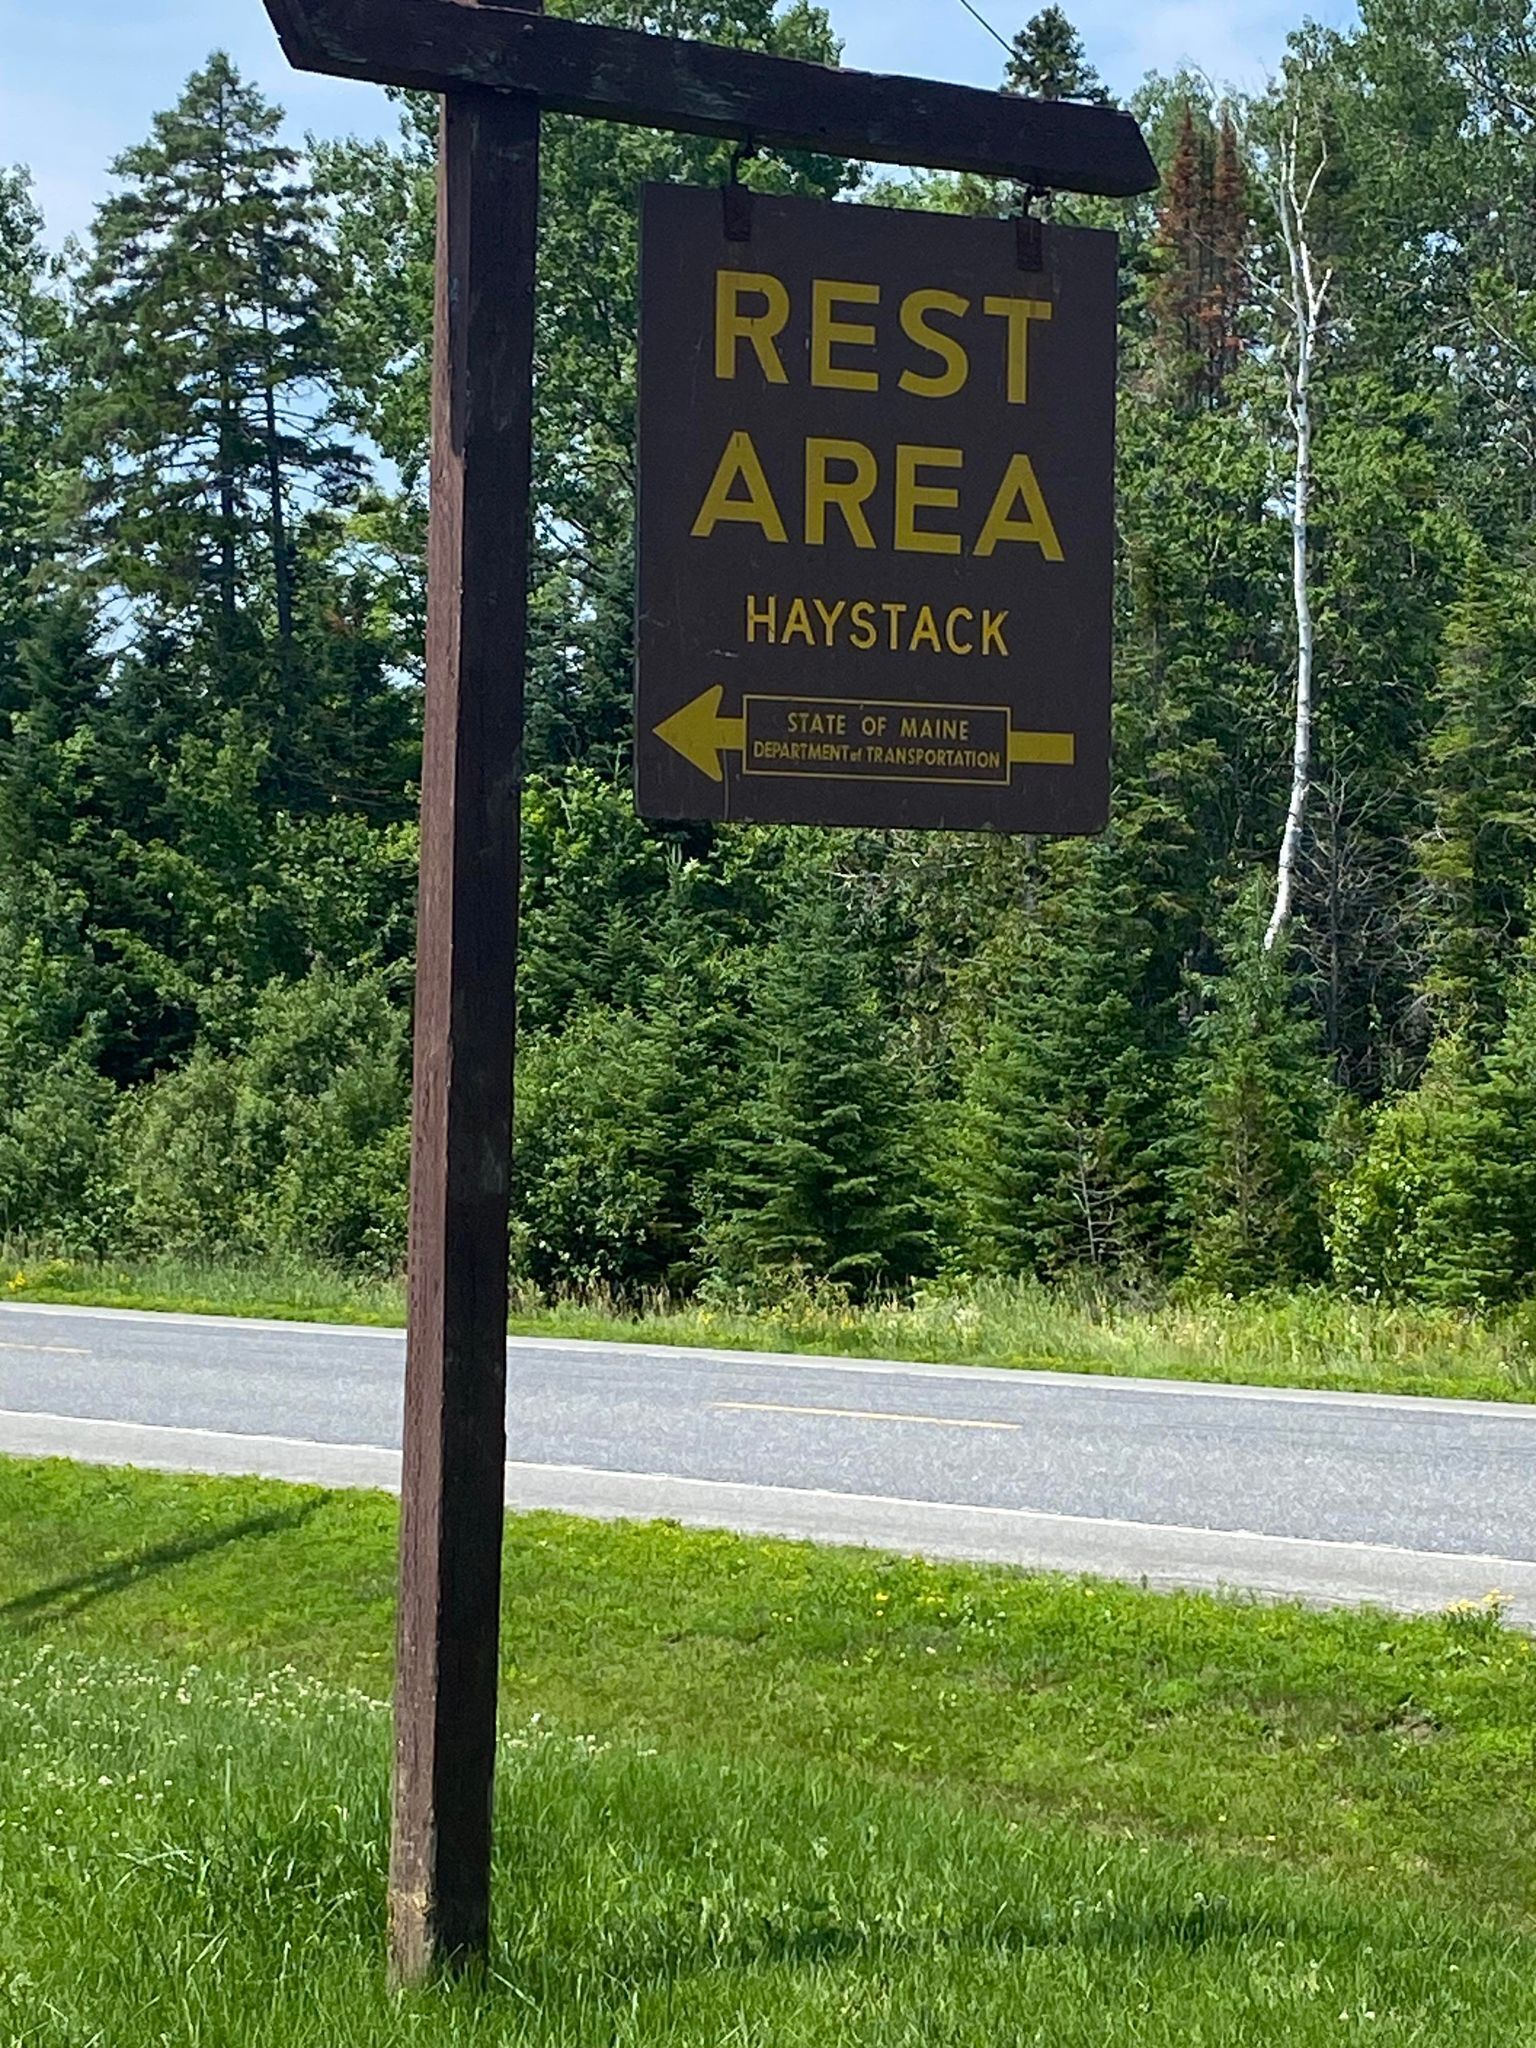 REST
AREA
HAYSTACK
STATE OF MAINE
DEPARTMENT of TRANSPORTATION